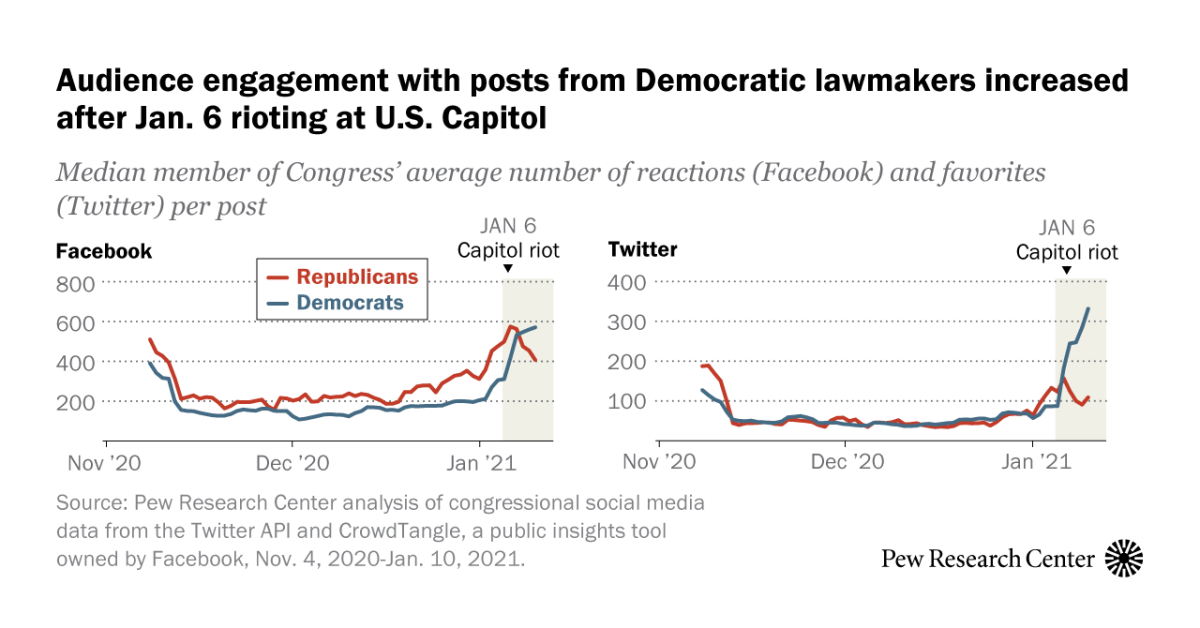 Audience engagement with posts from Democratic lawmakers increased
after Jan. 6 rioting at U.S. Capitol
Median member of Congress’ average number of reactions (Facebook) and favorites
(Twitter) per post
Facebook
JAN 6
Capitol riot
Republicans
Democrats
800
600
400
200
Nov ’20
Dec ’20
Jan ’21
Twitter
JAN 6
Capitol riot
400
300
200
100
Nov ’20
Dec ’20
Jan ’21
Source: Pew Research Center analysis of congressional social media
data from the Twitter API and CrowdTangle, a public insights tool
owned by Facebook, Nov. 4, 2020-Jan. 10, 2021.
Pew Research Center